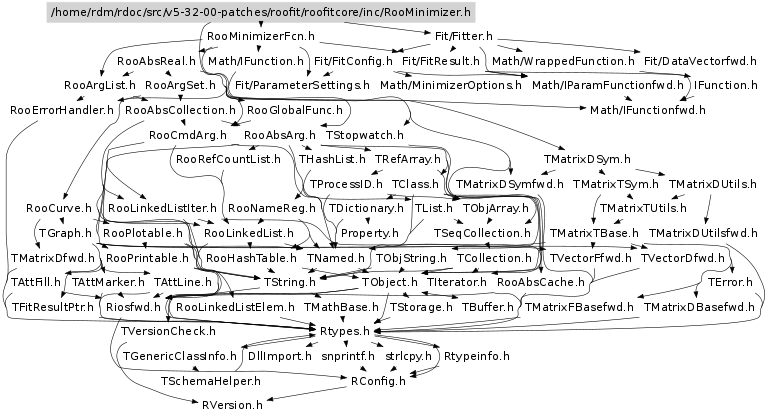 /home/rdm/rdoc/src/v5-32-00-patches/roofit/roofitcore/inc/RooMinimizer.h
RooMinimizerFcn.h Fit/Fitter.h
RooAbsReal.h Math/IFunction.h Fit/FitConfig.h Fit/FitResult.h Math/WrappedFunction.h Fit/DataVectorfwd.h
RooArgList.h RooArgSet.h Fit/ParameterSettings.h Math/MinimizerOptions.h Math/IParamFunctionfwd.h IFunction.h
RooErrorHandler.h RooAbsCollection.h RooGlobalFunc.h Math/IFunctionfwd.h
RooCmdArg.h RooAbsArg.h TStopwatch.h
RooRefCountList.h THashList.h TRefArray.h TMatrixDSym.h
TProcessID.h TClass.h TMatrixDSymfwd.h TMatrixTSym.h TMatrixDUtils.h
RooCurve.h RooLinkedListIter.h RooNameReg.h TDictionary.h TList.h TObjArray.h TMatrixTUtils.h
TGraph.h RooPlotable.h RooLinkedList.h Property.h TSeqCollection.h TMatrixTBase.h TMatrixDUtilsfwd.h
TMatrixDfwd.h RooPrintable.h RooHashTable.h TNamed.h TObjString.h TCollection.h TVectorFfwd.h TVectorDfwd.h
TAttFill.h TAttMarker.h TAttLine.h TString.h TObject.h TIterator.h RooAbsCache.h TError.h
TFitResultPtr.h Riosfwd.h RooLinkedListElem.h TMathBase.h TStorage.h TBuffer.h TMatrixFBasefwd.h TMatrixDBasefwd.h
TVersionCheck.h Rtypes.h
TGenericClassInfo.h DllImport.h snprintf.h strlcpy.h Rtypeinfo.h
TSchemaHelper.h RConfig.h
RVersion.h